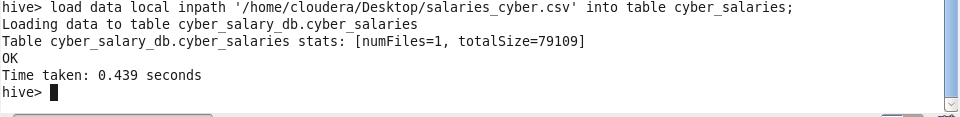 hive> load data local inpath '/home/cloudera/Desktop/salaries_cyber.csv' into table cyber_salaries;
Loading data to table cyber_salary_db.cyber_salaries
Table cyber_salary_db.cyber_salaries stats: [numFiles=1, totalSize=79109]
OK
Time taken: 0.439 seconds
hive>